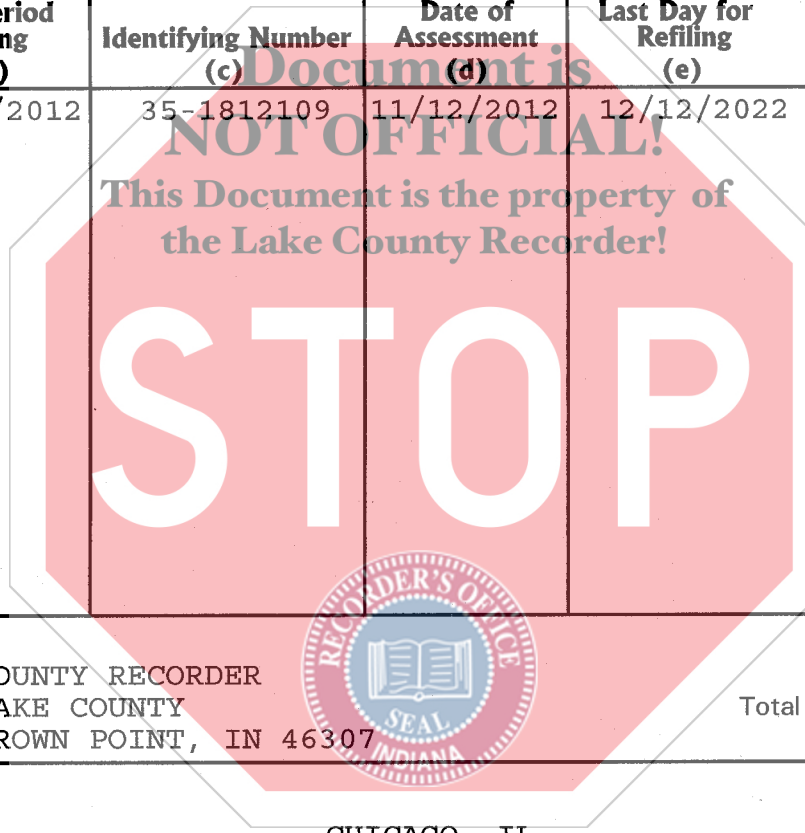 eriod
ng
)
Identifying Number
(c)
Date of
Assessment
(d)
Last Day for
Refiling
(e)
/2012
35-1812109
11/12/2012
12/12/2022
Document is
NOT OFFICIAL!
This Document is the property of
the Lake County Recorder!
STOP
RECORDER'S OFFICE
SEAL
INDIANA
OUNTY RECORDER
AKE COUNTY
ROWN POINT, IN 46307
Total
CHICAGO, IL